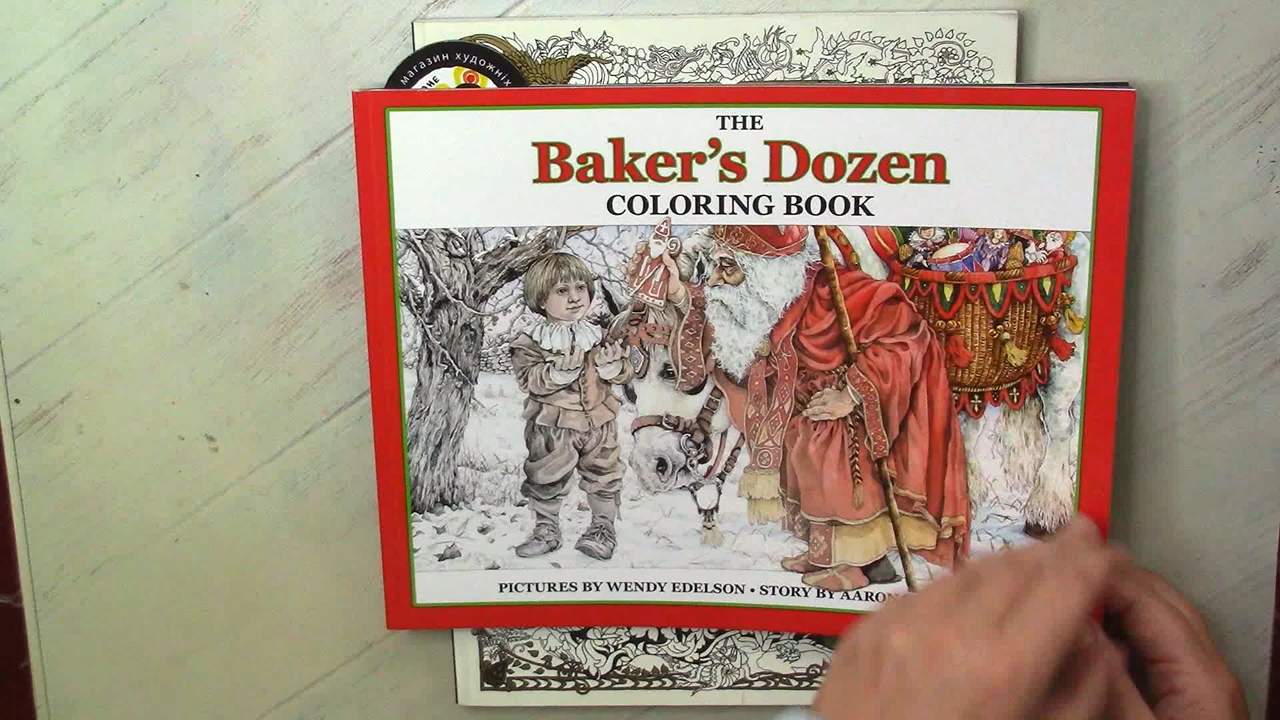 магазин художніх
THE
Baker's Dozen
COLORING BOOK
PICTURES BY WENDY EDELSON • STORY BY AARON